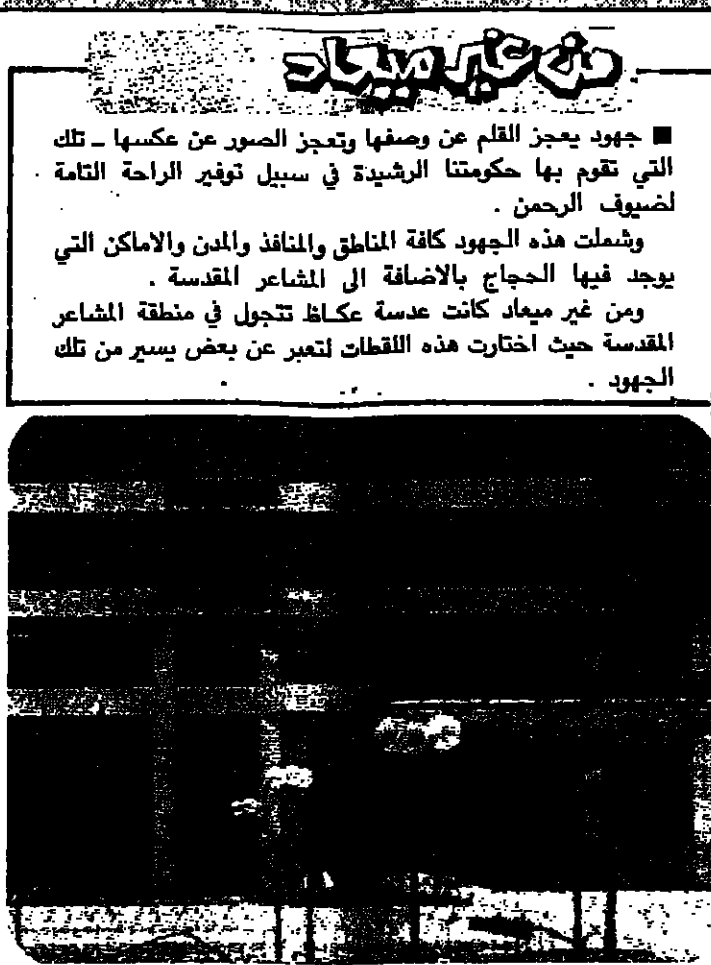 من غير ميعاد
■ جهود يعجز القلم عن وصفها وتعجز الصور عن عكسها ــ تلك
التي تقوم بها حكومتنا الرشيدة في سبيل توفير الراحة التامة
لضيوف الرحمن .
وشملت هذه الجهود كافة المناطق والمنافذ والمدن والاماكن التي
يوجد فيها الحجاج بالاضافة الى المشاعر المقدسة .
ومن غير ميعاد كانت عدسة عكـاظ تتجول في منطقة المشاعر
المقدسة حيث اختارت هذه اللقطات لتعبر عن بعض يسير من تلك
الجهود .